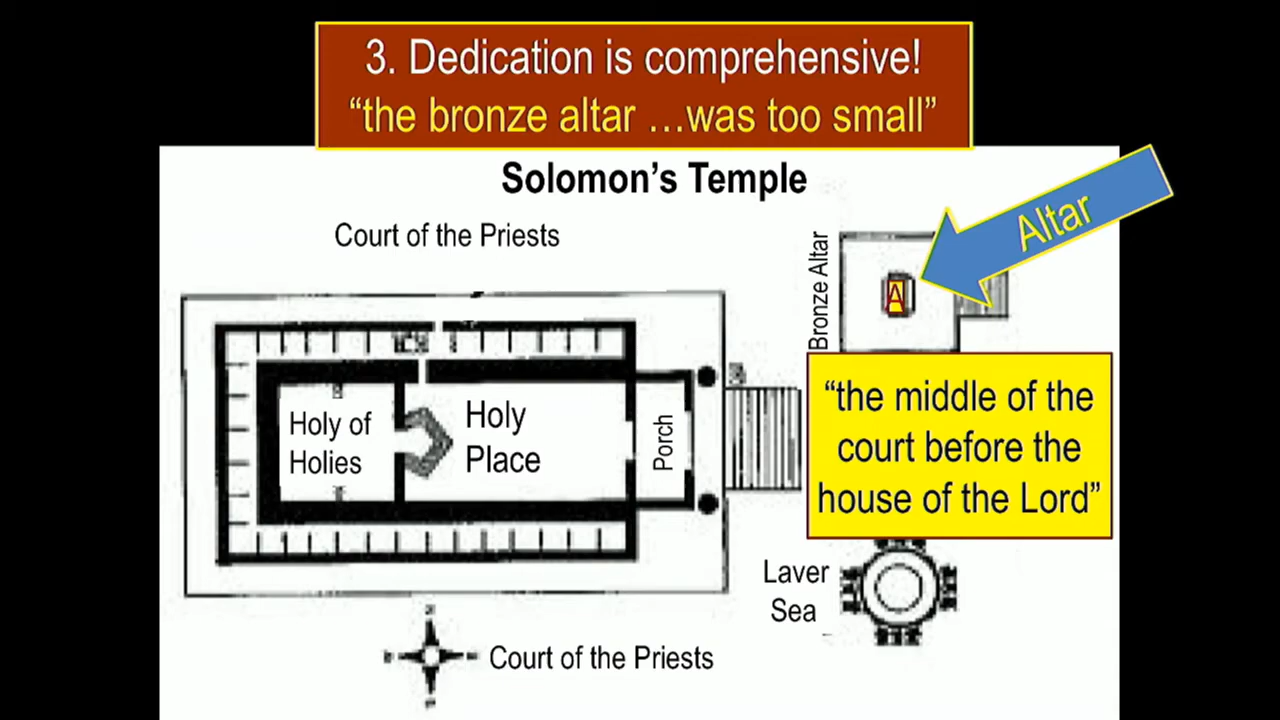 3. Dedication is comprehensive!
“the bronze altar …was too small”
Solomon’s Temple
Court of the Priests
Bronze Altar
Altar
A
Holy of
Holies
Holy
Place
Porch
“the middle of the
court before the
house of the Lord”
Laver
Sea
Court of the Priests